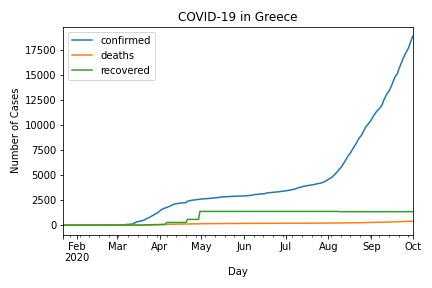 COVID-19 in Greece
confirmed
deaths
recovered
Number of Cases
17500
15000
12500
10000
7500
5000
2500
0
Feb Mar Apr May Jun Jul Aug Sep Oct
2020
Day